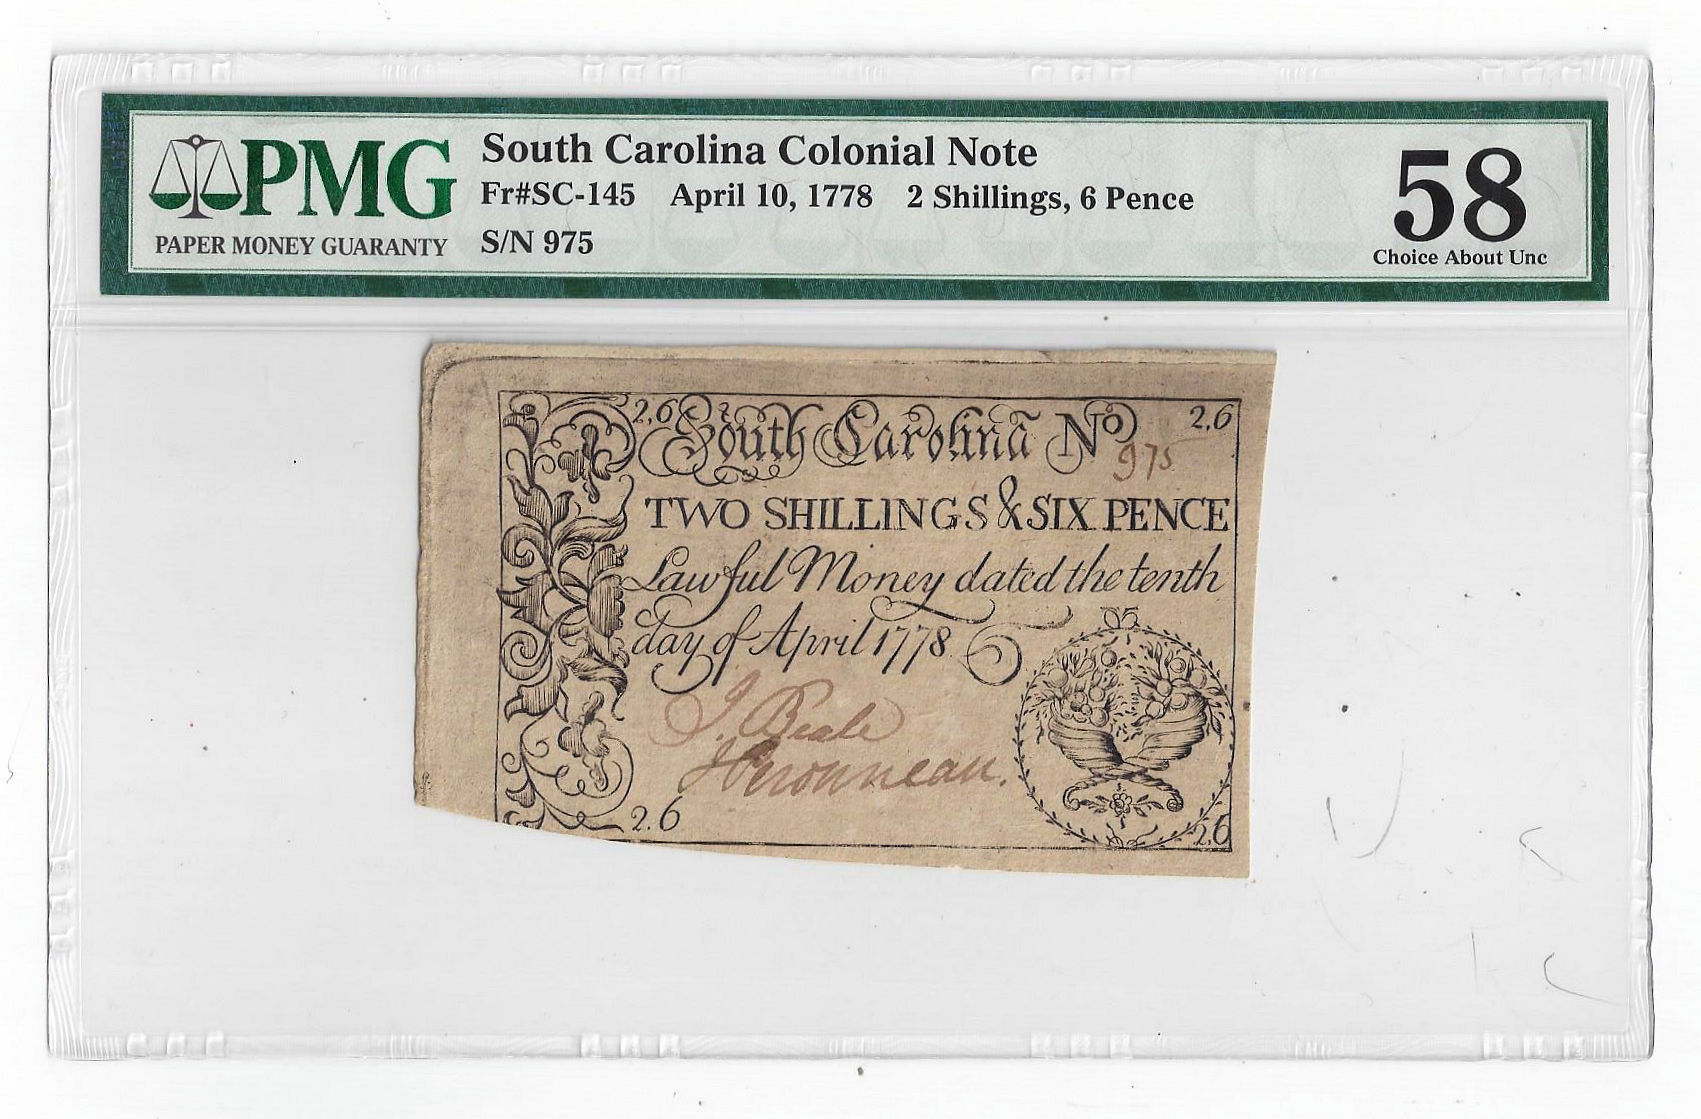 PMG
PAPER MONEY GUARANTY
South Carolina Colonial Note
Fr#SC-145 April 10, 1778 2 Shillings, 6 Pence
S/N 975
58
Choice About Unc
2,6 South Carolina No 2,6
975
TWO SHILLINGS & SIX PENCE
Lawful Money dated the tenth
day of April 1778
J. Beale
Heronneau.
2.6
2,6